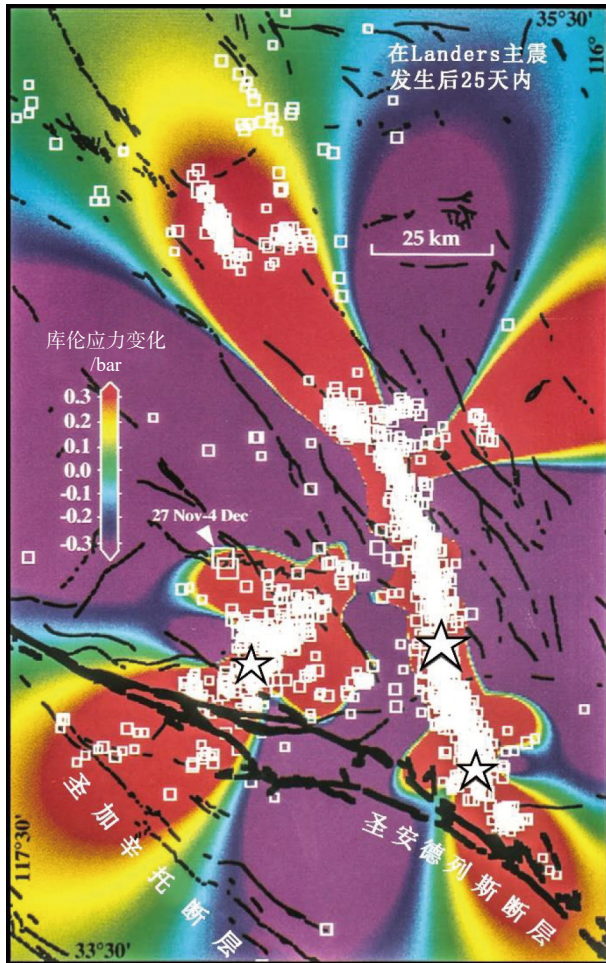 35°30'
116°
在Landers主震
发生后25天内
25 km
库伦应力变化
/bar
0.3
0.2
0.1
0.0
-0.1
-0.2
-0.3
27 Nov-4 Dec
圣加辛托断层
圣安德列斯断层
117°30'
33°30'